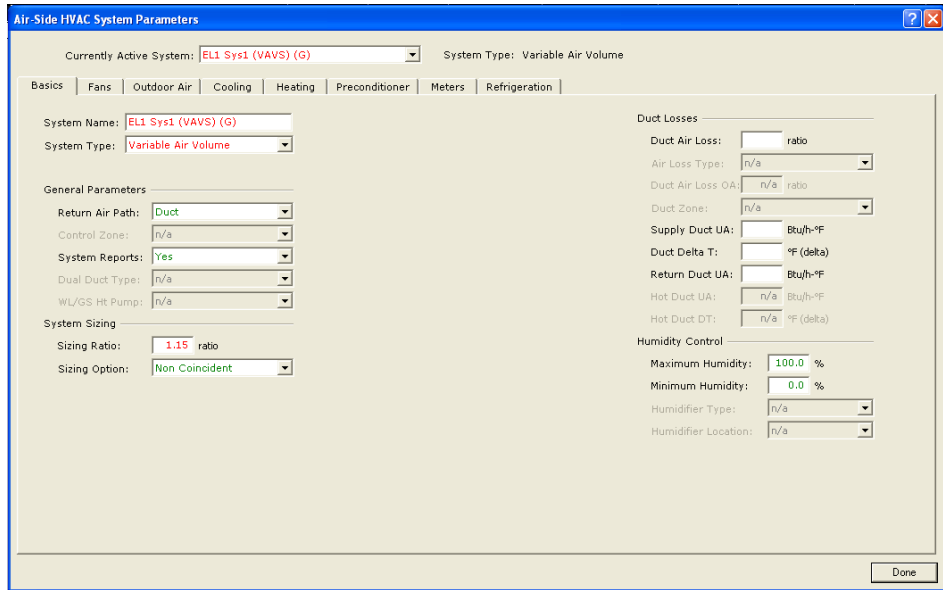 Air-Side HVAC System Parameters
Currently Active System: EL1 Sys1 (VAVS) (G) System Type: Variable Air Volume
Basics Fans Outdoor Air Cooling Heating Preconditioner Meters Refrigeration
System Name: EL1 Sys1 (VAVS) (G)
System Type: Variable Air Volume
General Parameters
Return Air Path: Duct
Control Zone: n/a
System Reports: Yes
Dual Duct Type: n/a
WL/GS Ht Pump: n/a
System Sizing
Sizing Ratio: 1.15 ratio
Sizing Option: Non Coincident
Duct Losses
Duct Air Loss: ratio
Air Loss Type: n/a
Duct Air Loss OA: n/a ratio
Duct Zone: n/a
Supply Duct UA: Btu/h-ºF
Duct Delta T: ºF (delta)
Return Duct UA: Btu/h-ºF
Hot Duct UA: n/a Btu/h-ºF
Hot Duct DT: n/a ºF (delta)
Humidity Control
Maximum Humidity: 100.0 %
Minimum Humidity: 0.0 %
Humidifier Type: n/a
Humidifier Location: n/a
Done